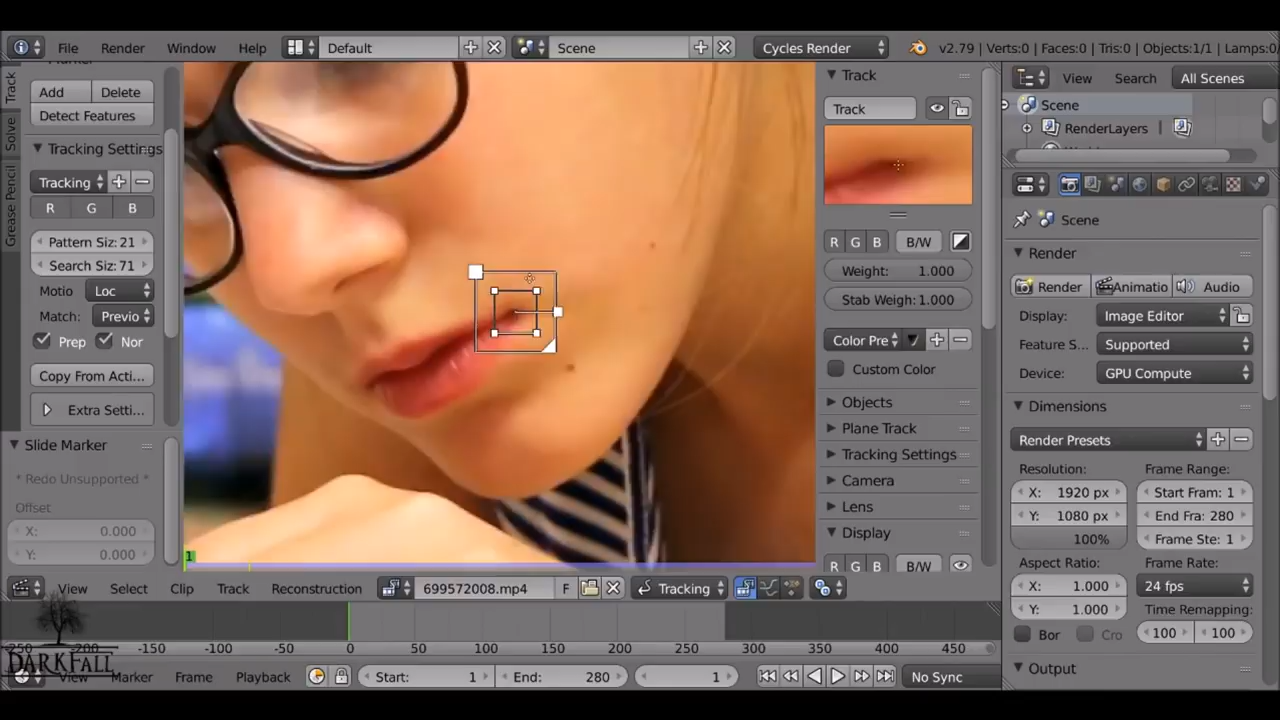 File Render Window Help Default Scene Cycles Render v2.79 | Verts:0 | Faces:0 | Tris:0 | Objects:1/1 | Lamps:0
Track
Solve
Grease Pencil
Add Delete
Detect Features
Tracking Settings
Tracking
R G B
Pattern Siz: 21
Search Siz: 71
Motio Loc
Match: Previo
Prep Nor
Copy From Acti...
Extra Setti...
Slide Marker
* Redo Unsupported *
Offset
X: 0.000
Y: 0.000
Track
Track
R G B B/W
Weight: 1.000
Stab Weigh: 1.000
Color Pre
Custom Color
Objects
Plane Track
Tracking Settings
Camera
Lens
Display
R G B B/W
View Search All Scenes
Scene
RenderLayers
Scene
Render
Render Animatio Audio
Display: Image Editor
Feature S... Supported
Device: GPU Compute
Dimensions
Render Presets
Resolution: Frame Range:
X: 1920 px Start Fram: 1
Y: 1080 px End Fra: 280
100% Frame Ste: 1
Aspect Ratio: Frame Rate:
X: 1.000 24 fps
Y: 1.000 Time Remapping:
Bor Cro 100 100
Output
1
View Select Clip Track Reconstruction 699572008.mp4 F Tracking
-250 -200 -150 -100 -50 0 50 100 150 200 250 300 350 400 450
DARKFALL
View Marker Frame Playback Start: 1 End: 280 1 No Sync